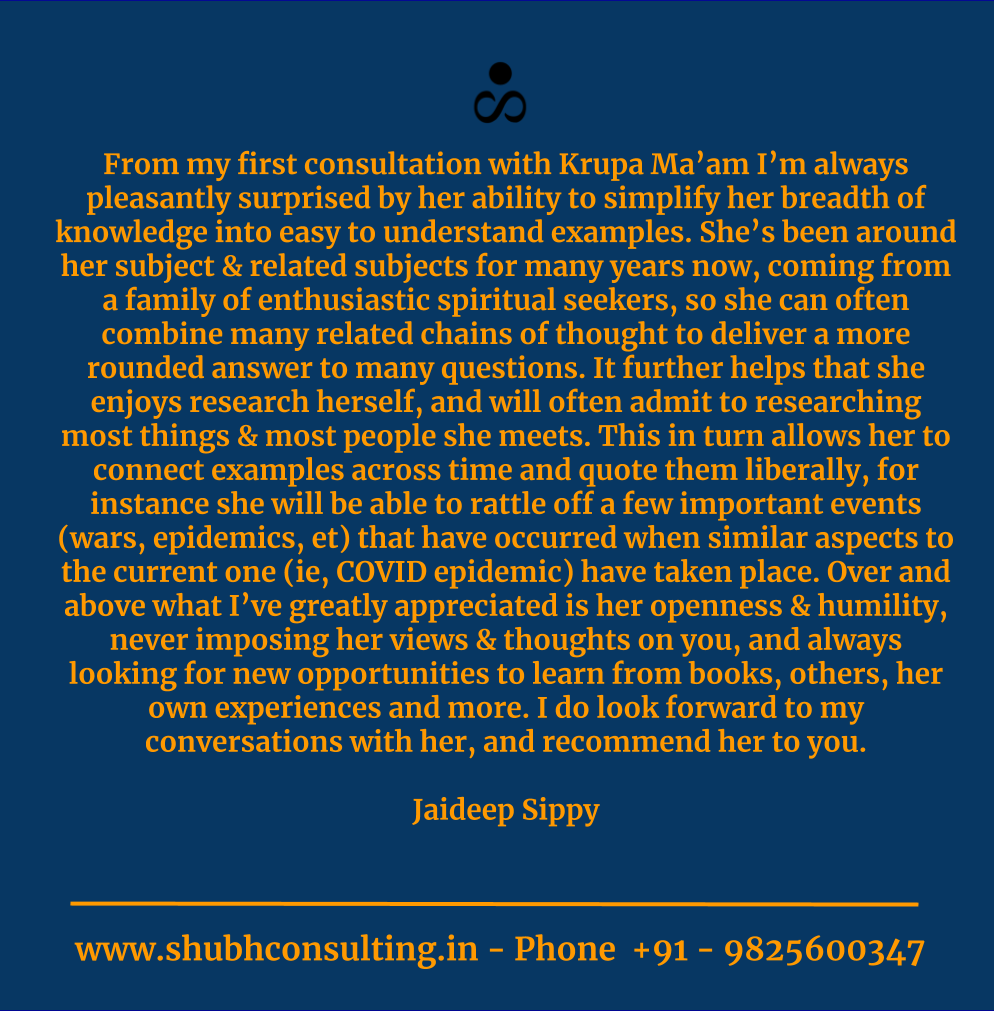 From my first consultation with Krupa Ma’am I’m always
pleasantly surprised by her ability to simplify her breadth of
knowledge into easy to understand examples. She’s been around
her subject & related subjects for many years now, coming from
a family of enthusiastic spiritual seekers, so she can often
combine many related chains of thought to deliver a more
rounded answer to many questions. It further helps that she
enjoys research herself, and will often admit to researching
most things & most people she meets. This in turn allows her to
connect examples across time and quote them liberally, for
instance she will be able to rattle off a few important events
(wars, epidemics, et) that have occurred when similar aspects to
the current one (ie, COVID epidemic) have taken place. Over and
above what I’ve greatly appreciated is her openness & humility,
never imposing her views & thoughts on you, and always
looking for new opportunities to learn from books, others, her
own experiences and more. I do look forward to my
conversations with her, and recommend her to you.
Jaideep Sippy
www.shubhconsulting.in - Phone  +91 - 9825600347